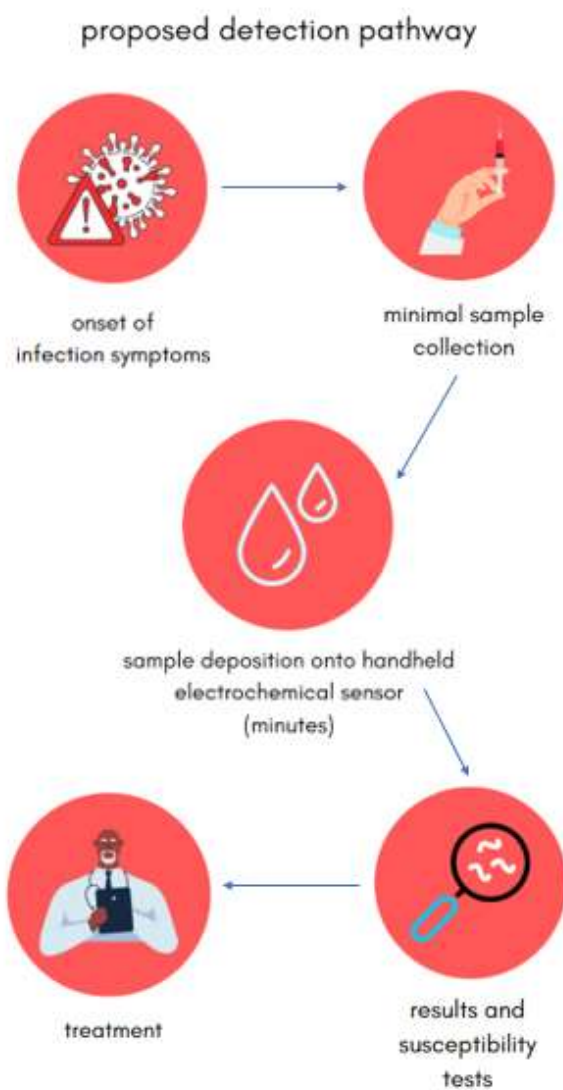 proposed detection pathway
onset of
infection symptoms
minimal sample
collection
sample deposition onto handheld
electrochemical sensor
(minutes)
treatment
results and
susceptibility
tests